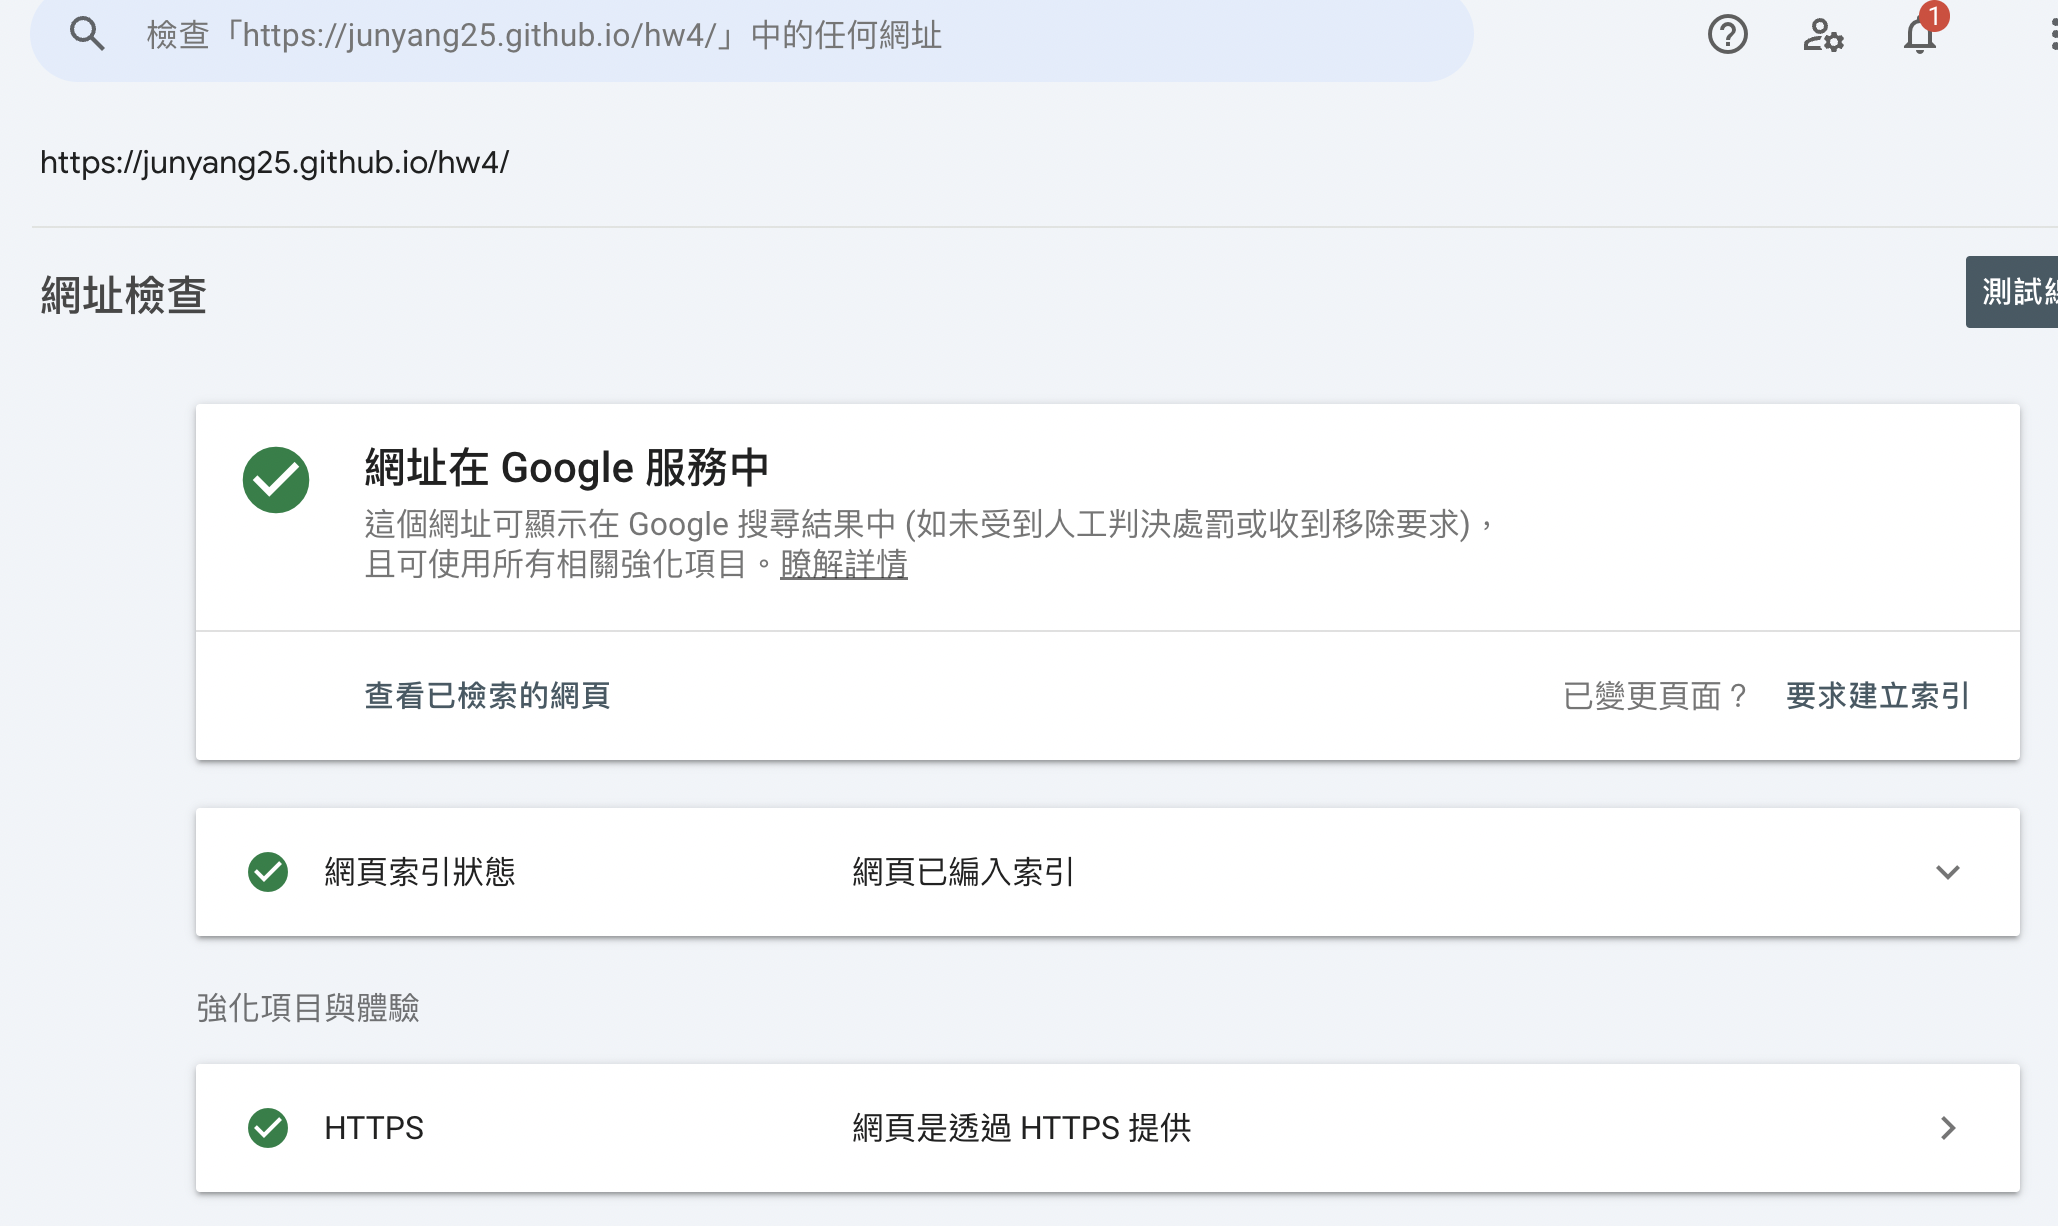 檢查「https://junyang25.github.io/hw4/」中的任何網址
1
https://junyang25.github.io/hw4/
網址檢查
測試
網址在 Google 服務中
這個網址可顯示在 Google 搜尋結果中 (如未受到人工判決處罰或收到移除要求)，
且可使用所有相關強化項目。瞭解詳情
查看已檢索的網頁
已變更頁面？ 要求建立索引
網頁索引狀態 網頁已編入索引
強化項目與體驗
HTTPS 網頁是透過 HTTPS 提供